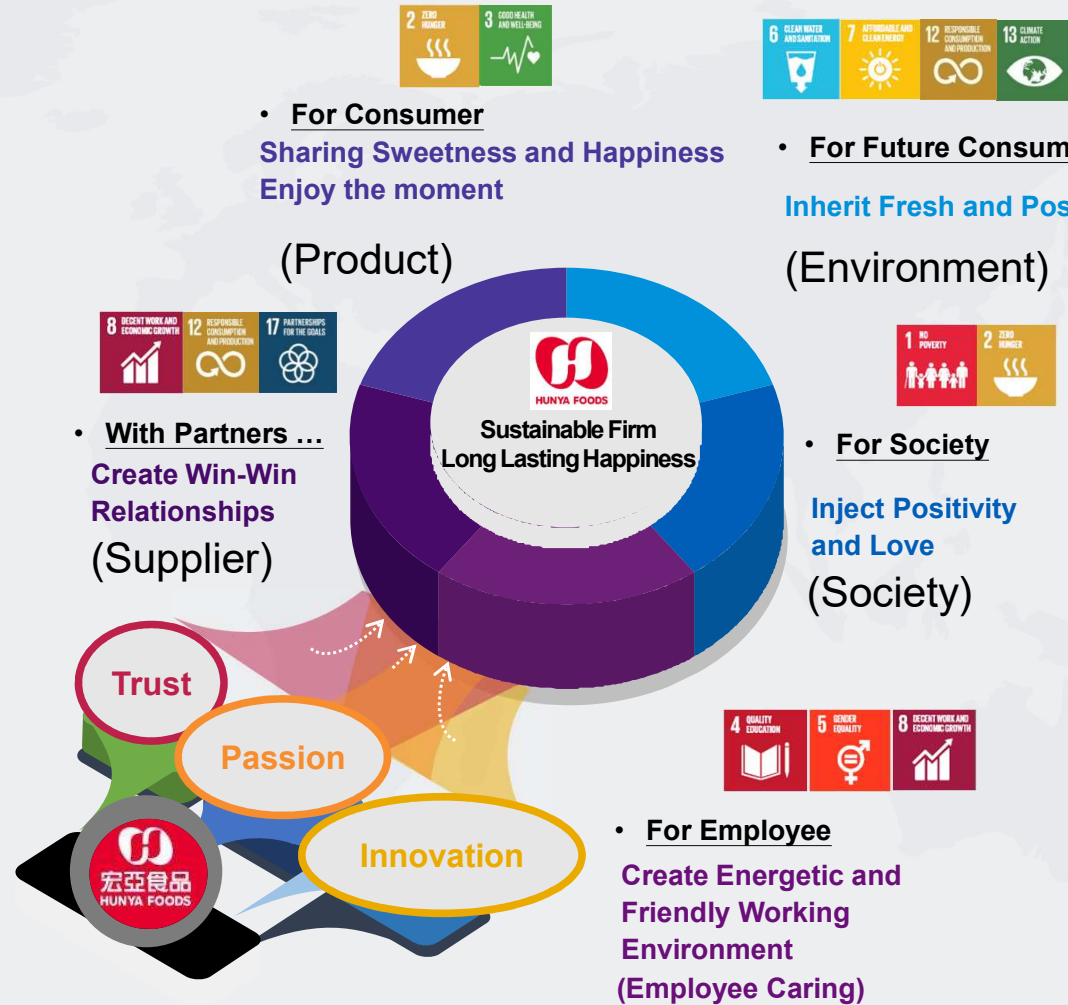 2 ZERO
HUNGER
3 GOOD HEALTH
AND WELL-BEING
6 CLEAN WATER
AND SANITATION
7 AFFORDABLE AND
CLEAN ENERGY
12 RESPONSIBLE
CONSUMPTION
AND PRODUCTION
13 CLIMATE
ACTION
• For Consumer
Sharing Sweetness and Happiness
Enjoy the moment
(Product)
• For Future Consum
Inherit Fresh and Pos
(Environment)
8 DECENT WORK AND
ECONOMIC GROWTH
12 RESPONSIBLE
CONSUMPTION
AND PRODUCTION
17 PARTNERSHIPS
FOR THE GOALS
1 NO
POVERTY
2 ZERO
HUNGER
HUNYA FOODS
Sustainable Firm
Long Lasting Happiness
• With Partners …
Create Win-Win
Relationships
(Supplier)
• For Society
Inject Positivity
and Love
(Society)
Trust
Passion
Innovation
宏亞食品
HUNYA FOODS
4 QUALITY
EDUCATION
5 GENDER
EQUALITY
8 DECENT WORK AND
ECONOMIC GROWTH
• For Employee
Create Energetic and
Friendly Working
Environment
(Employee Caring)